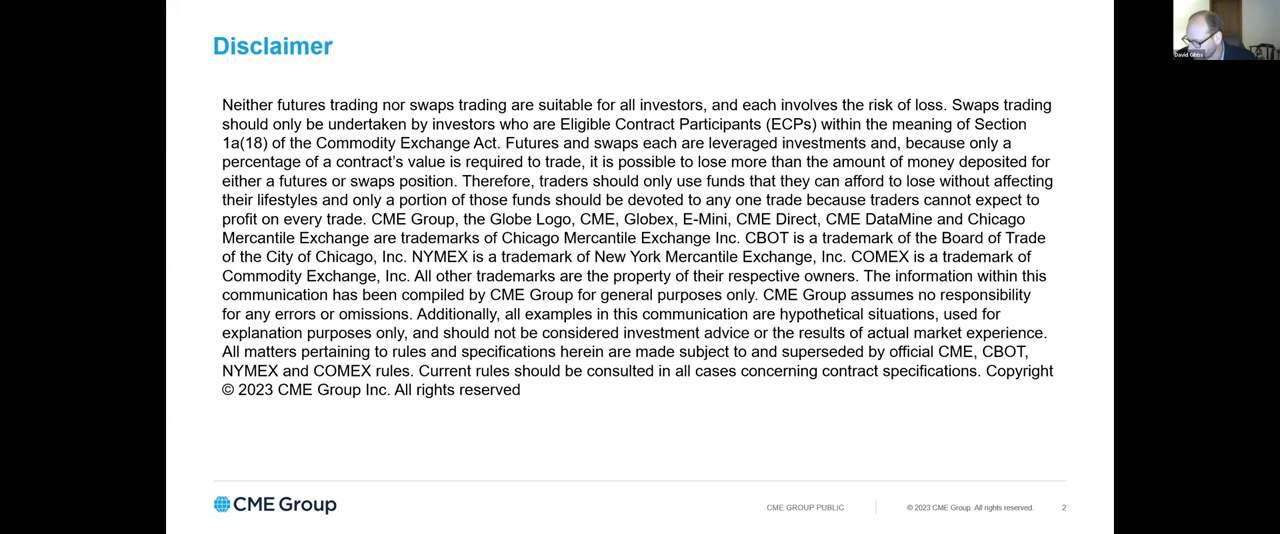 Disclaimer
David Gibbs
Neither futures trading nor swaps trading are suitable for all investors, and each involves the risk of loss. Swaps trading
should only be undertaken by investors who are Eligible Contract Participants (ECPs) within the meaning of Section
1a(18) of the Commodity Exchange Act. Futures and swaps each are leveraged investments and, because only a
percentage of a contract’s value is required to trade, it is possible to lose more than the amount of money deposited for
either a futures or swaps position. Therefore, traders should only use funds that they can afford to lose without affecting
their lifestyles and only a portion of those funds should be devoted to any one trade because traders cannot expect to
profit on every trade. CME Group, the Globe Logo, CME, Globex, E-Mini, CME Direct, CME DataMine and Chicago
Mercantile Exchange are trademarks of Chicago Mercantile Exchange Inc. CBOT is a trademark of the Board of Trade
of the City of Chicago, Inc. NYMEX is a trademark of New York Mercantile Exchange, Inc. COMEX is a trademark of
Commodity Exchange, Inc. All other trademarks are the property of their respective owners. The information within this
communication has been compiled by CME Group for general purposes only. CME Group assumes no responsibility
for any errors or omissions. Additionally, all examples in this communication are hypothetical situations, used for
explanation purposes only, and should not be considered investment advice or the results of actual market experience.
All matters pertaining to rules and specifications herein are made subject to and superseded by official CME, CBOT,
NYMEX and COMEX rules. Current rules should be consulted in all cases concerning contract specifications. Copyright
© 2023 CME Group Inc. All rights reserved
CME Group
CME GROUP PUBLIC
© 2023 CME Group. All rights reserved.
2